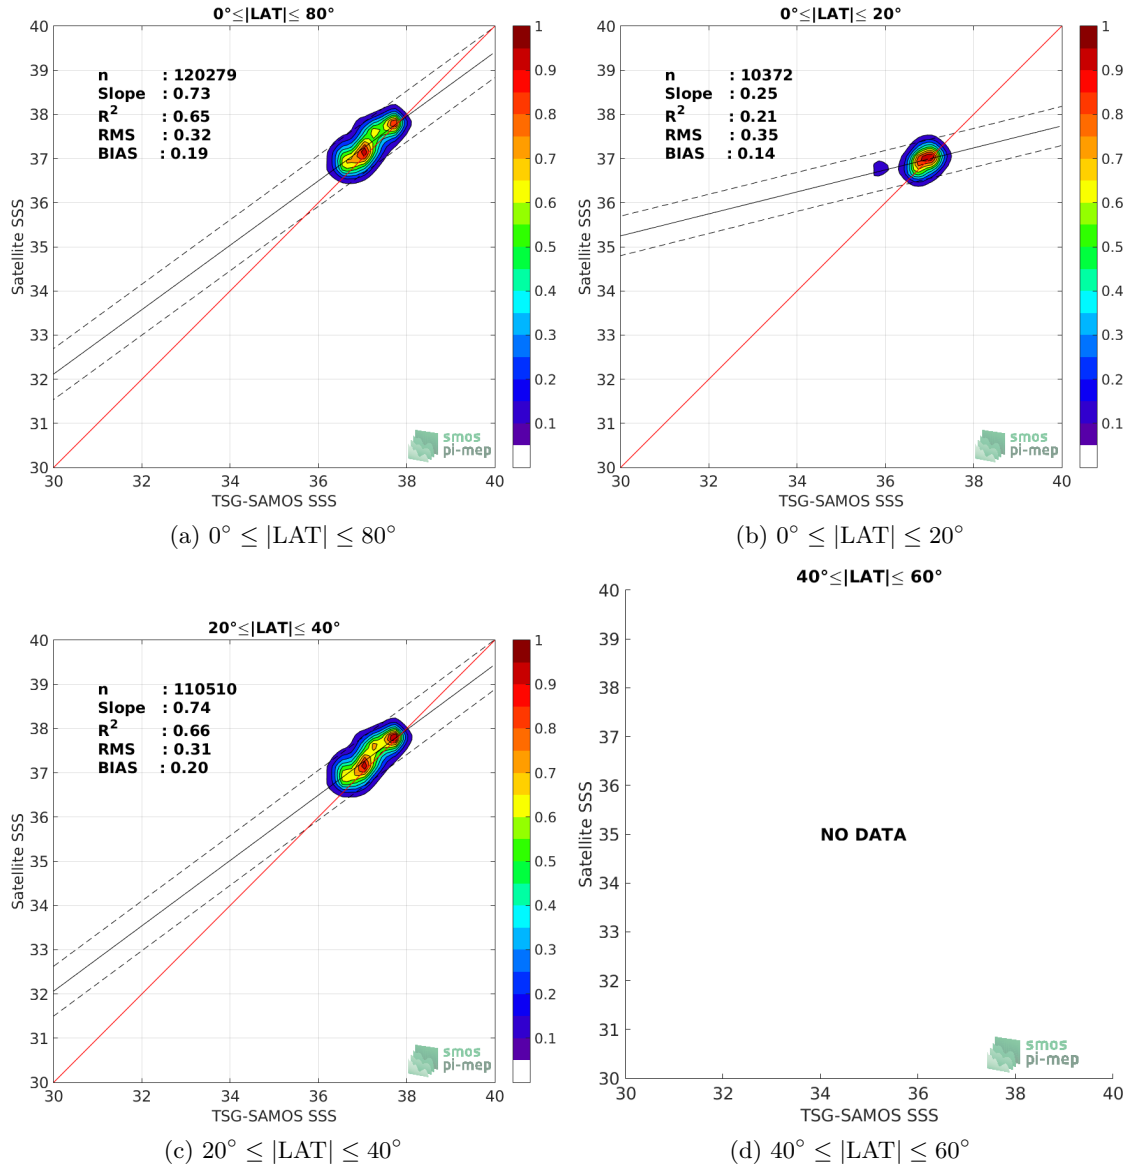 0°≤|LAT|≤ 80°
n : 120279
Slope : 0.73
R2 : 0.65
RMS : 0.32
BIAS : 0.19
40
39
38
37
36
35
34
33
32
31
30
Satellite SSS
30 32 34 36 38 40
TSG-SAMOS SSS
smos
pi-mep
1
0.9
0.8
0.7
0.6
0.5
0.4
0.3
0.2
0.1
(a) 0° ≤ |LAT| ≤ 80°
0°≤|LAT|≤ 20°
n : 10372
Slope : 0.25
R2 : 0.21
RMS : 0.35
BIAS : 0.14
40
39
38
37
36
35
34
33
32
31
30
Satellite SSS
30 32 34 36 38 40
TSG-SAMOS SSS
smos
pi-mep
1
0.9
0.8
0.7
0.6
0.5
0.4
0.3
0.2
0.1
(b) 0° ≤ |LAT| ≤ 20°
20°≤|LAT|≤ 40°
n : 110510
Slope : 0.74
R2 : 0.66
RMS : 0.31
BIAS : 0.20
40
39
38
37
36
35
34
33
32
31
30
Satellite SSS
30 32 34 36 38 40
TSG-SAMOS SSS
smos
pi-mep
1
0.9
0.8
0.7
0.6
0.5
0.4
0.3
0.2
0.1
(c) 20° ≤ |LAT| ≤ 40°
40°≤|LAT|≤ 60°
40
39
38
37
36
35
34
33
32
31
30
Satellite SSS
NO DATA
30 32 34 36 38 40
TSG-SAMOS SSS
smos
pi-mep
(d) 40° ≤ |LAT| ≤ 60°